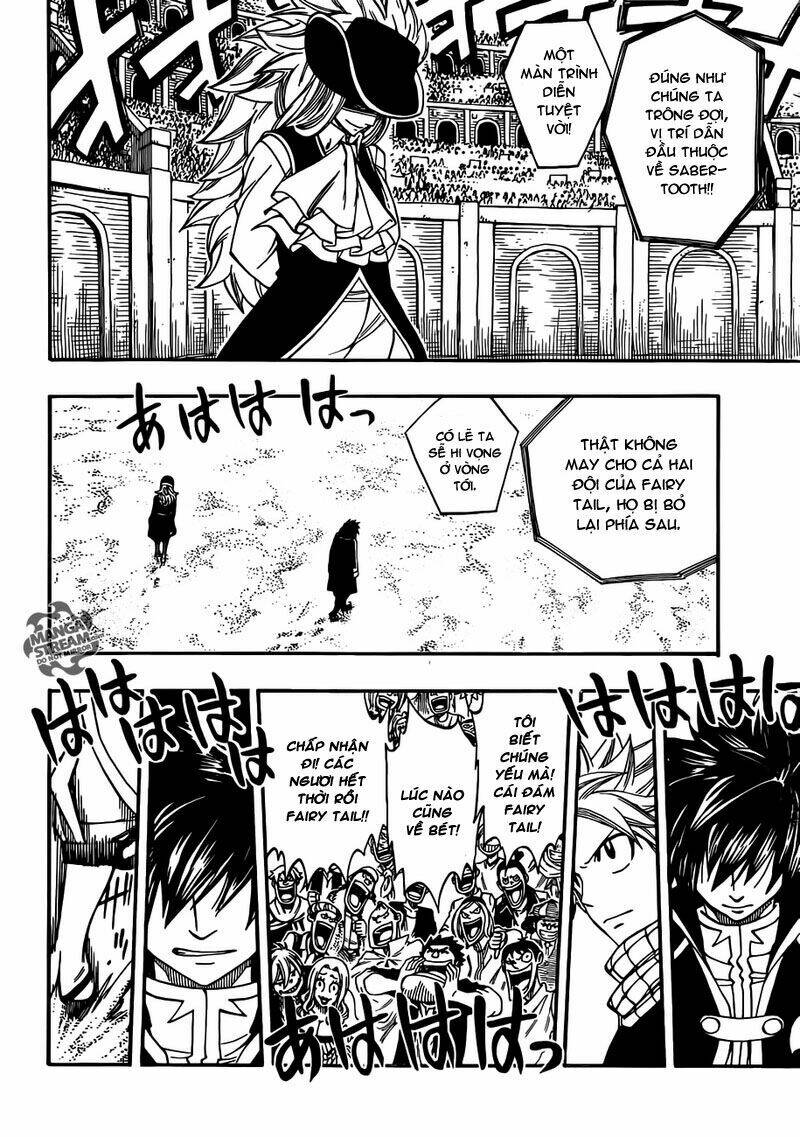 ĐÚNG NHƯ
CHÚNG TA
TRÔNG ĐỢI,
VỊ TRÍ DẪN
ĐẦU THUỘC
VỀ SABER-
TOOTH!!
MỘT
MÀN TRÌNH
DIỄN
TUYỆT
VỜI!
THẬT KHÔNG
MAY CHO CẢ HAI
ĐỘI CỦA FAIRY
TAIL, HỌ BỊ BỎ
LẠI PHÍA SAU.
CÓ LẼ TA
SẼ HI VỌNG
Ở VÒNG
TỚI.
あははははっ
MANGA
STREAM
DO NOT MIRROR
はははは
TÔI
BIẾT
CHÚNG
YẾU MÀ!
CÁI ĐÁM
FAIRY
TAIL!
LÚC NÀO
CŨNG
VỀ BÉT!
CHẤP NHẬN
ĐI! CÁC
NGƯƠI HẾT
THỜI RỒI
FAIRY TAIL!!
あはははっ
ははははは